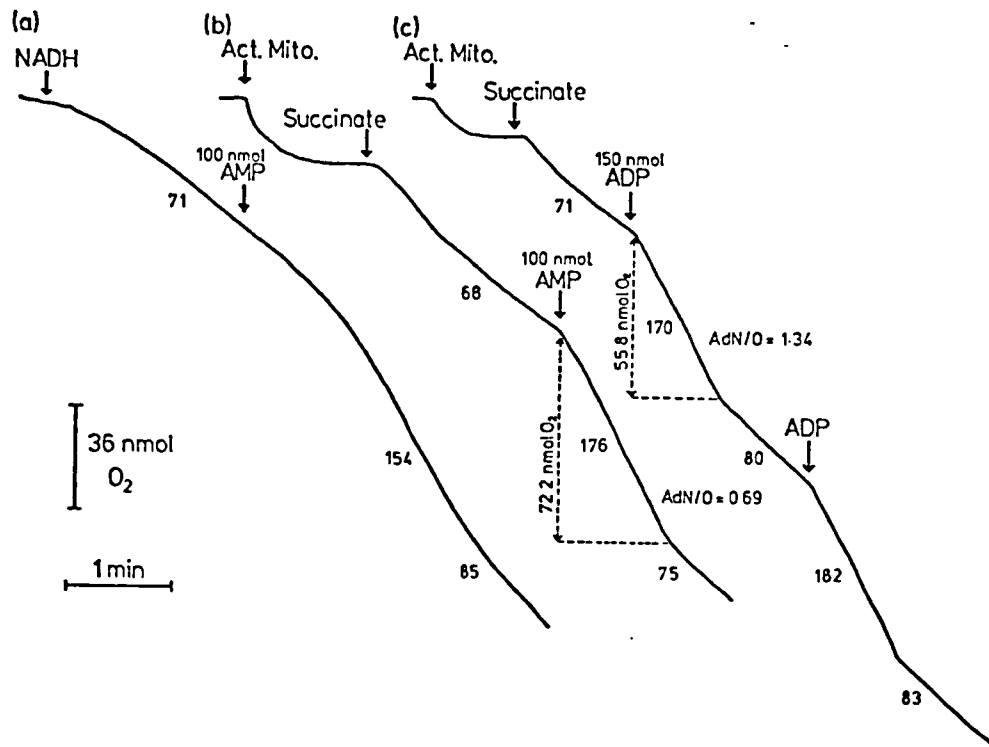 (a)
NADH
71
100 nmol
AMP
154
85
36 nmol
O₂
1 min
(b)
Act. Mito.
Succinate
68
100 nmol
AMP
72.2 nmol O₂
176
AdN/O = 0.69
75
(c)
Act. Mito.
Succinate
71
150 nmol
ADP
55.8 nmol O₂
170
AdN/O = 1.34
80
ADP
182
83